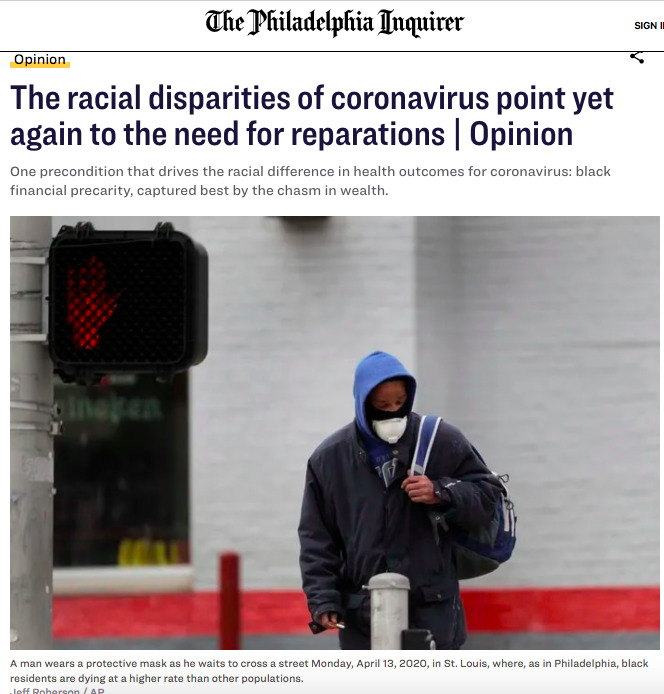 The Philadelphia Inquirer
SIGN I
Opinion
The racial disparities of coronavirus point yet
again to the need for reparations | Opinion
One precondition that drives the racial difference in health outcomes for coronavirus: black
financial precarity, captured best by the chasm in wealth.
ineken
A man wears a protective mask as he waits to cross a street Monday, April 13, 2020, in St. Louis, where, as in Philadelphia, black
residents are dying at a higher rate than other populations.
Jeff Roberson / AP